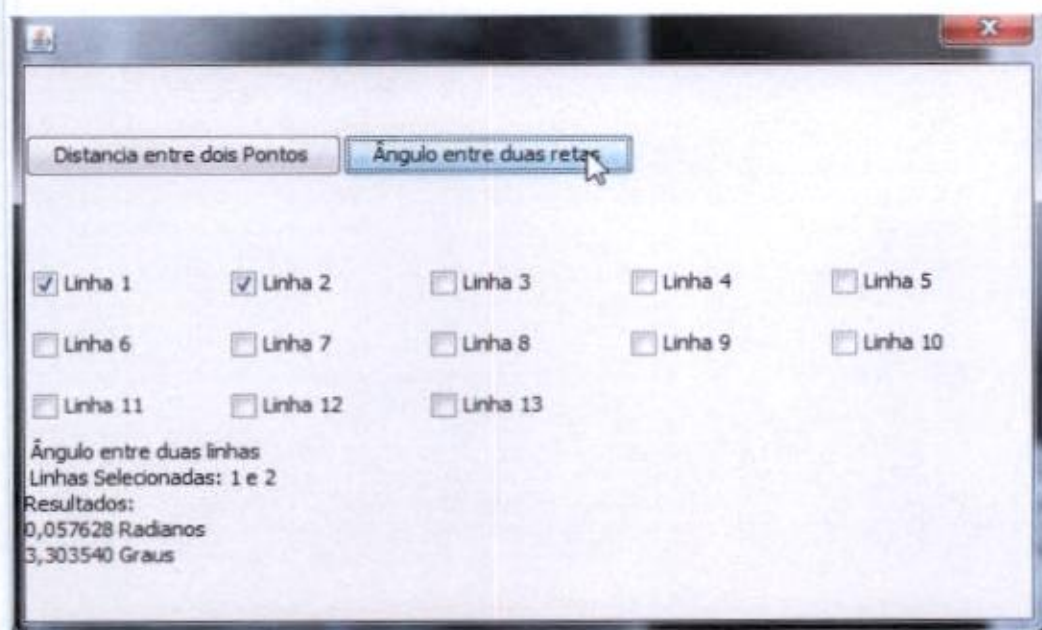 Distancia entre dois Pontos
Ângulo entre duas retas
Linha 1 Linha 2 Linha 3 Linha 4 Linha 5
Linha 6 Linha 7 Linha 8 Linha 9 Linha 10
Linha 11 Linha 12 Linha 13
Ângulo entre duas linhas
Linhas Selecionadas: 1 e 2
Resultados:
0,057628 Radianos
3,303540 Graus